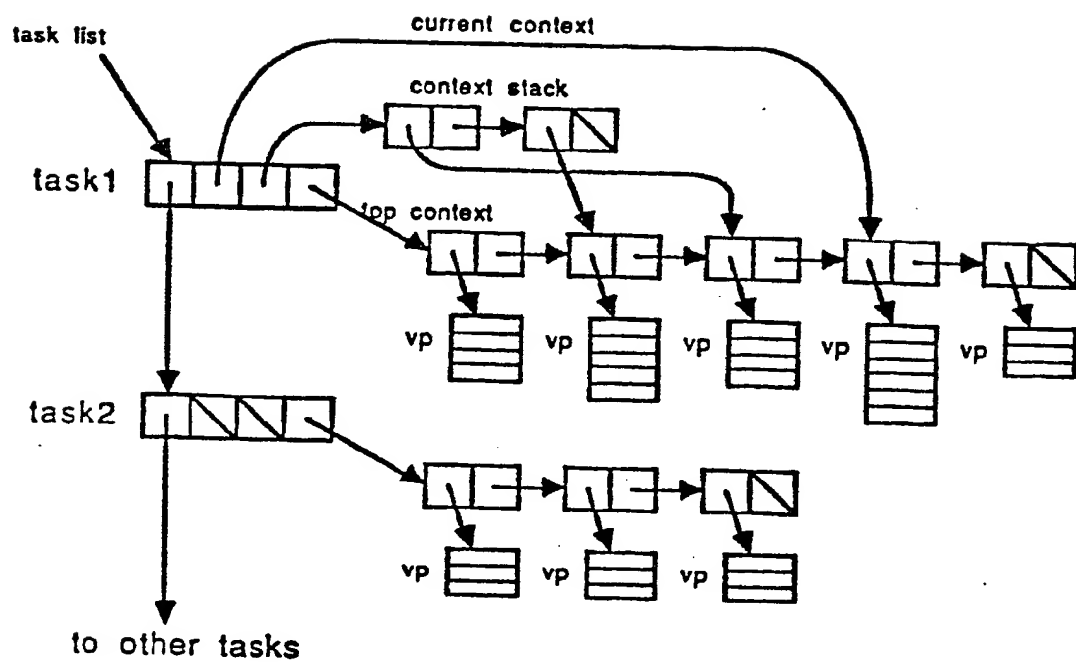 current context
task list
context stack
task1
top context
vp
vp
vp
vp
vp
task2
vp
vp
vp
to other tasks